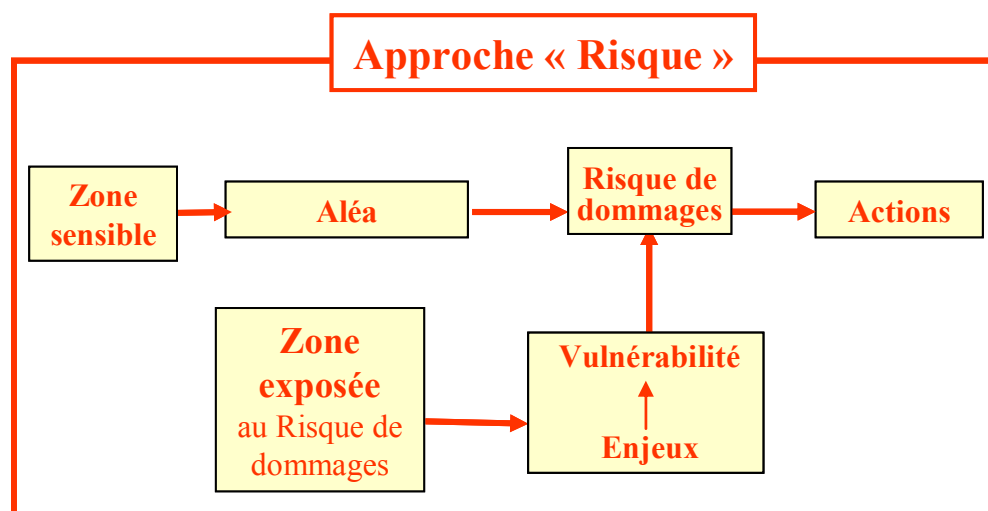 Approche « Risque »
Zone
sensible
Aléa
Risque de
dommages
Actions
Zone
exposée
au Risque de
dommages
Vulnérabilité
Enjeux